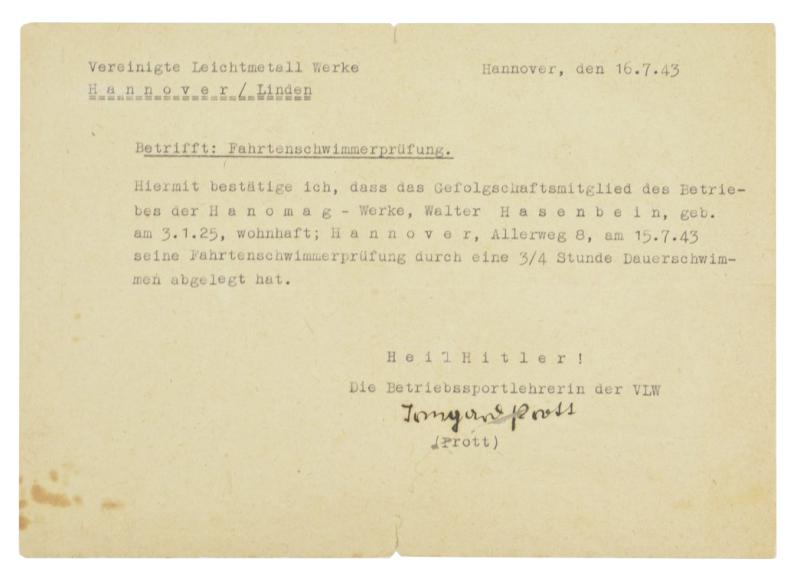 Vereinigte Leichtmetall Werke
Hannover, den 16.7.43
H a n n o v e r / Linden
Betrifft: Fahrtenschwimmerprüfung.
Hiermit bestätige ich, dass das Gefolgschaftsmitglied des Betrie-
bes der H a n o m a g - Werke, Walter H a s e n b e i n, geb.
am 3.1.25, wohnhaft; H a n n o v e r, Allerweg 8, am 15.7.43
seine Fahrtenschwimmerprüfung durch eine 3/4 Stunde Dauerschwim-
men abgelegt hat.
H e i l H i t l e r !
Die Betriebssportlehrerin der VLW
Irmgard Prott
(Prott)